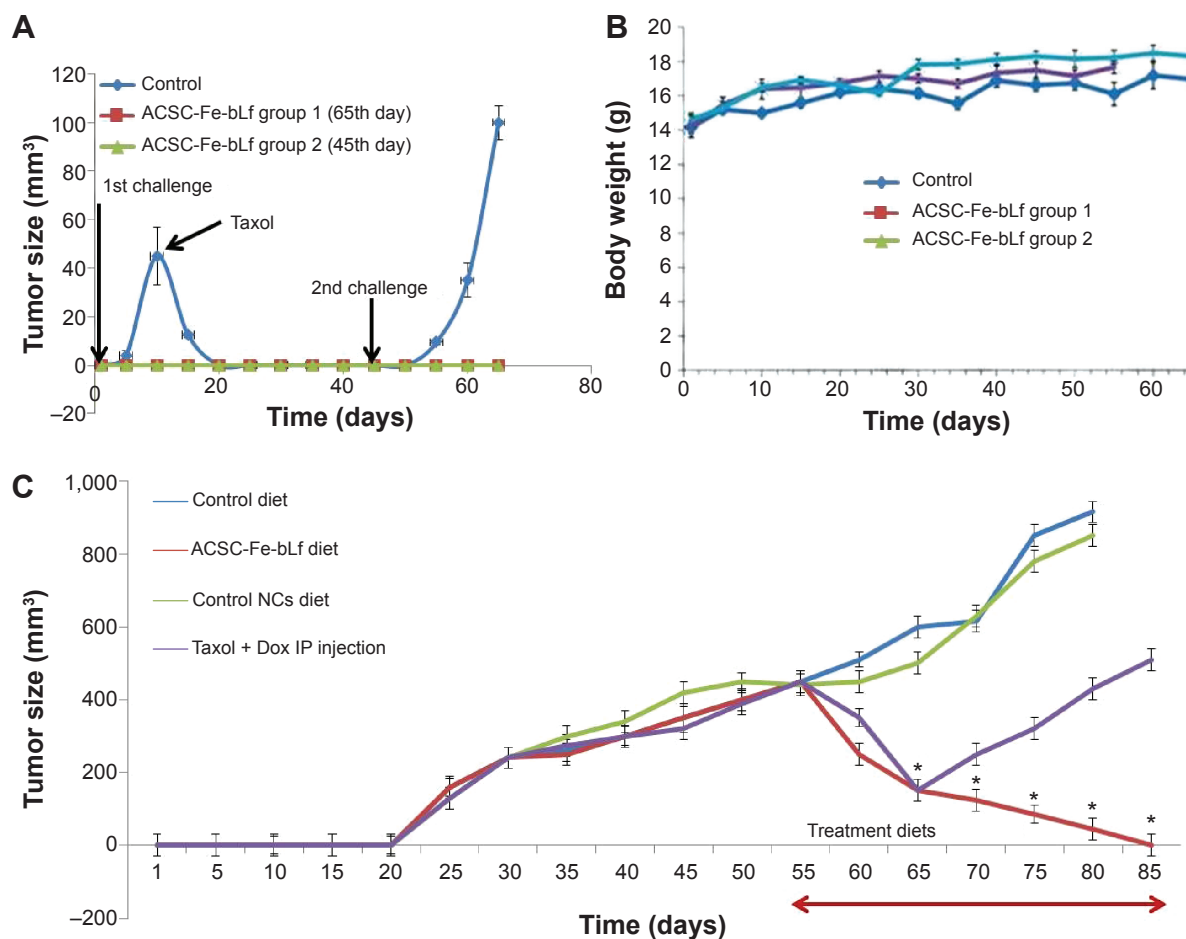 A
Tumor size (mm³)
120
100
80
60
40
20
0
–20
0
20
40
60
80
Time (days)
Control
ACSC-Fe-bLf group 1 (65th day)
ACSC-Fe-bLf group 2 (45th day)
1st challenge
Taxol
2nd challenge
B
Body weight (g)
20
18
16
14
12
10
8
6
4
2
0
0
10
20
30
40
50
60
Time (days)
Control
ACSC-Fe-bLf group 1
ACSC-Fe-bLf group 2
C
Tumor size (mm³)
1,000
800
600
400
200
0
–200
Control diet
ACSC-Fe-bLf diet
Control NCs diet
Taxol + Dox IP injection
* * * * *
Treatment diets
1 5 10 15 20 25 30 35 40 45 50 55 60 65 70 75 80 85
Time (days)